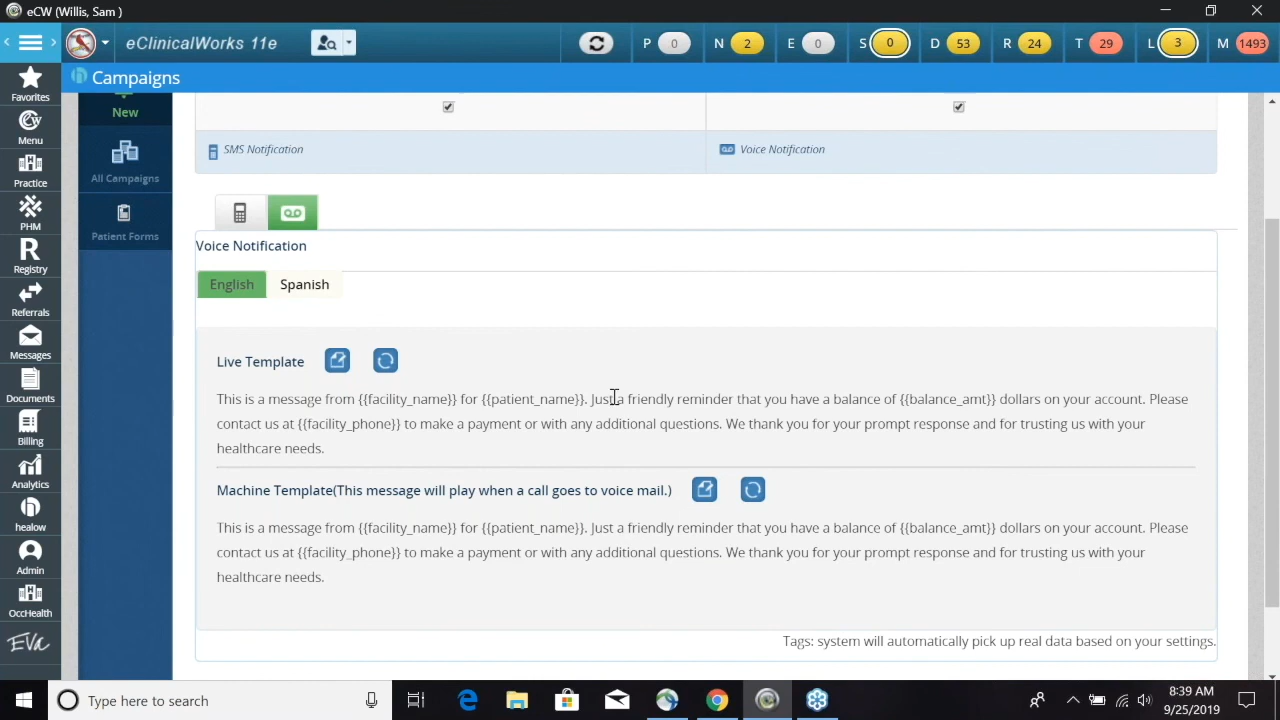 eCW (Willis, Sam )
eClinicalWorks 11e
P 0
N 2
E 0
S 0
D 53
R 24
T 29
L 3
M 1493
Campaigns
Favorites
Menu
Practice
PHM
Registry
Referrals
Messages
Documents
Billing
Analytics
healow
Admin
OccHealth
EVA
New
All Campaigns
Patient Forms
SMS Notification
Voice Notification
Voice Notification
English
Spanish
Live Template
This is a message from {{facility_name}} for {{patient_name}}. Just a friendly reminder that you have a balance of {{balance_amt}} dollars on your account. Please
contact us at {{facility_phone}} to make a payment or with any additional questions. We thank you for your prompt response and for trusting us with your
healthcare needs.
Machine Template(This message will play when a call goes to voice mail.)
This is a message from {{facility_name}} for {{patient_name}}. Just a friendly reminder that you have a balance of {{balance_amt}} dollars on your account. Please
contact us at {{facility_phone}} to make a payment or with any additional questions. We thank you for your prompt response and for trusting us with your
healthcare needs.
Tags: system will automatically pick up real data based on your settings.
Type here to search
8:39 AM
9/25/2019